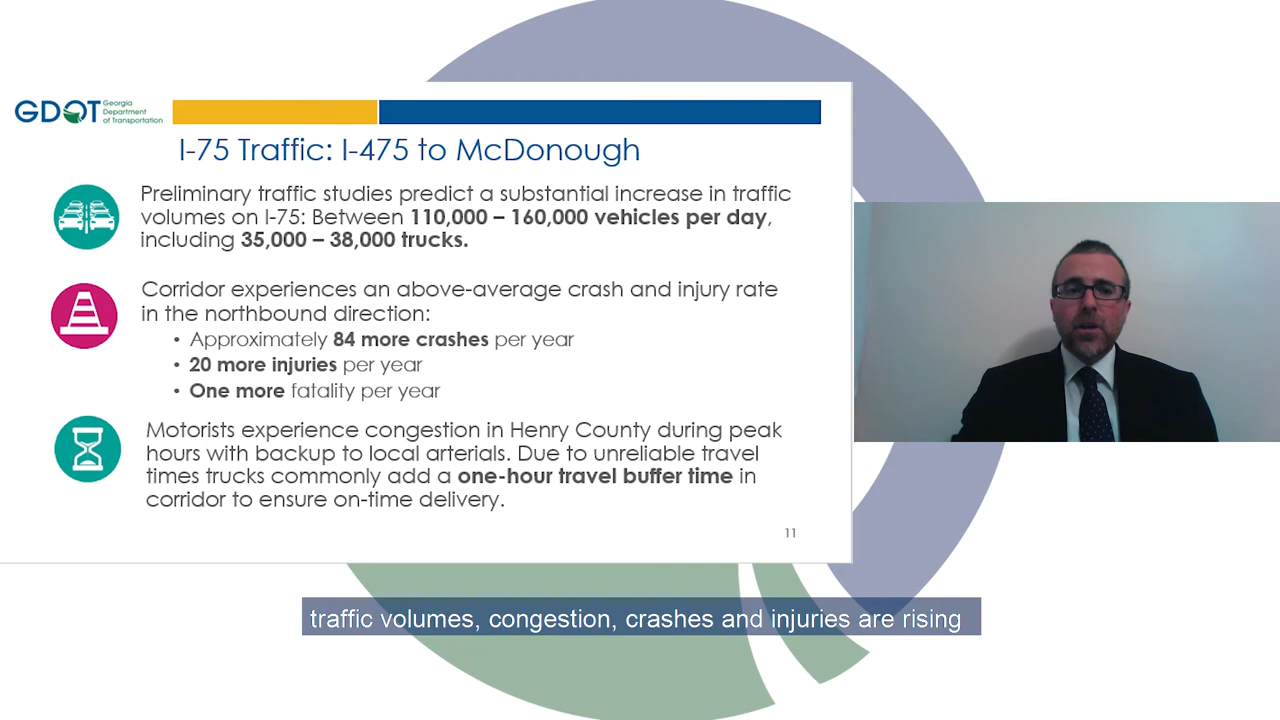 GDOT
Georgia
Department
of Transportation
I-75 Traffic: I-475 to McDonough
Preliminary traffic studies predict a substantial increase in traffic
volumes on I-75: Between 110,000 – 160,000 vehicles per day,
including 35,000 – 38,000 trucks.
Corridor experiences an above-average crash and injury rate
in the northbound direction:
• Approximately 84 more crashes per year
• 20 more injuries per year
• One more fatality per year
Motorists experience congestion in Henry County during peak
hours with backup to local arterials. Due to unreliable travel
times trucks commonly add a one-hour travel buffer time in
corridor to ensure on-time delivery.
11
traffic volumes, congestion, crashes and injuries are rising